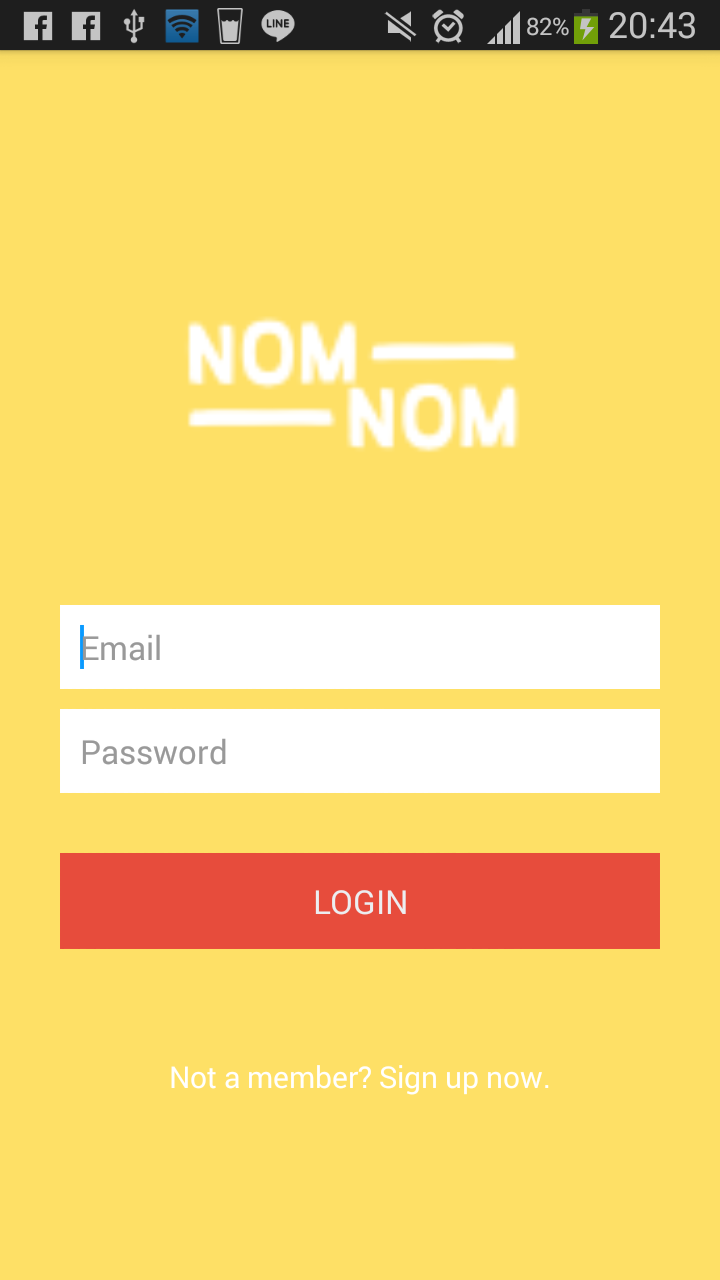 LINE 82% 20:43
NOM
NOM
Email
Password
LOGIN
Not a member? Sign up now.